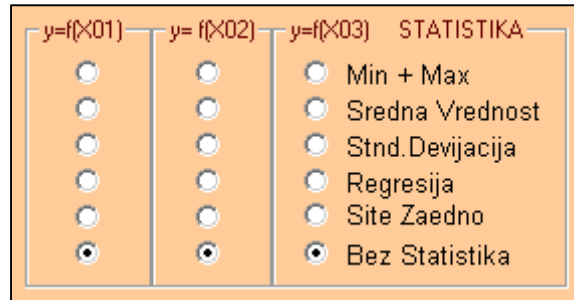 y=f(X01) y= f(X02) y=f(X03) STATISTIKA
Min + Max
Sredna Vrednost
Stnd.Devijacija
Regresija
Site Zaedno
Bez Statistika